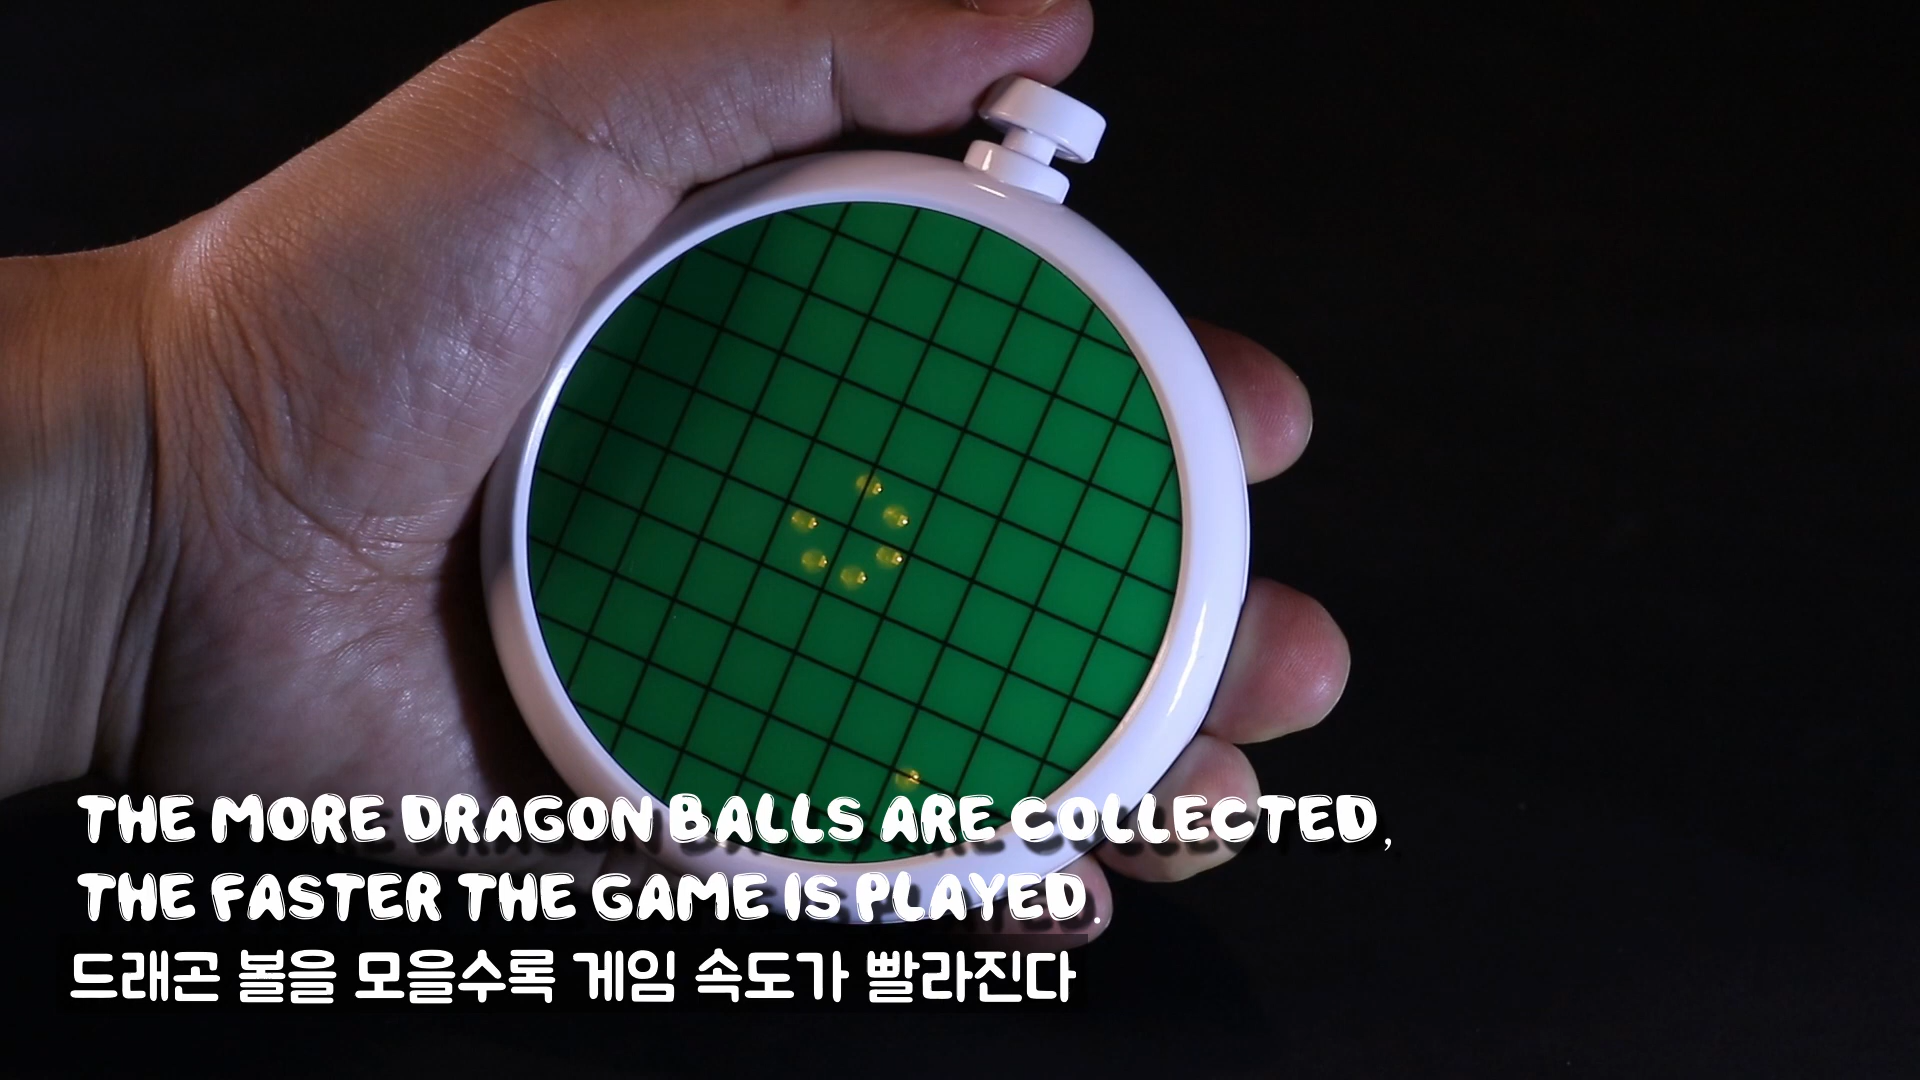 THE MORE DRAGON BALLS ARE COLLECTED,
THE FASTER THE GAME IS PLAYED.
드래곤 볼을 모을수록 게임 속도가 빨라진다